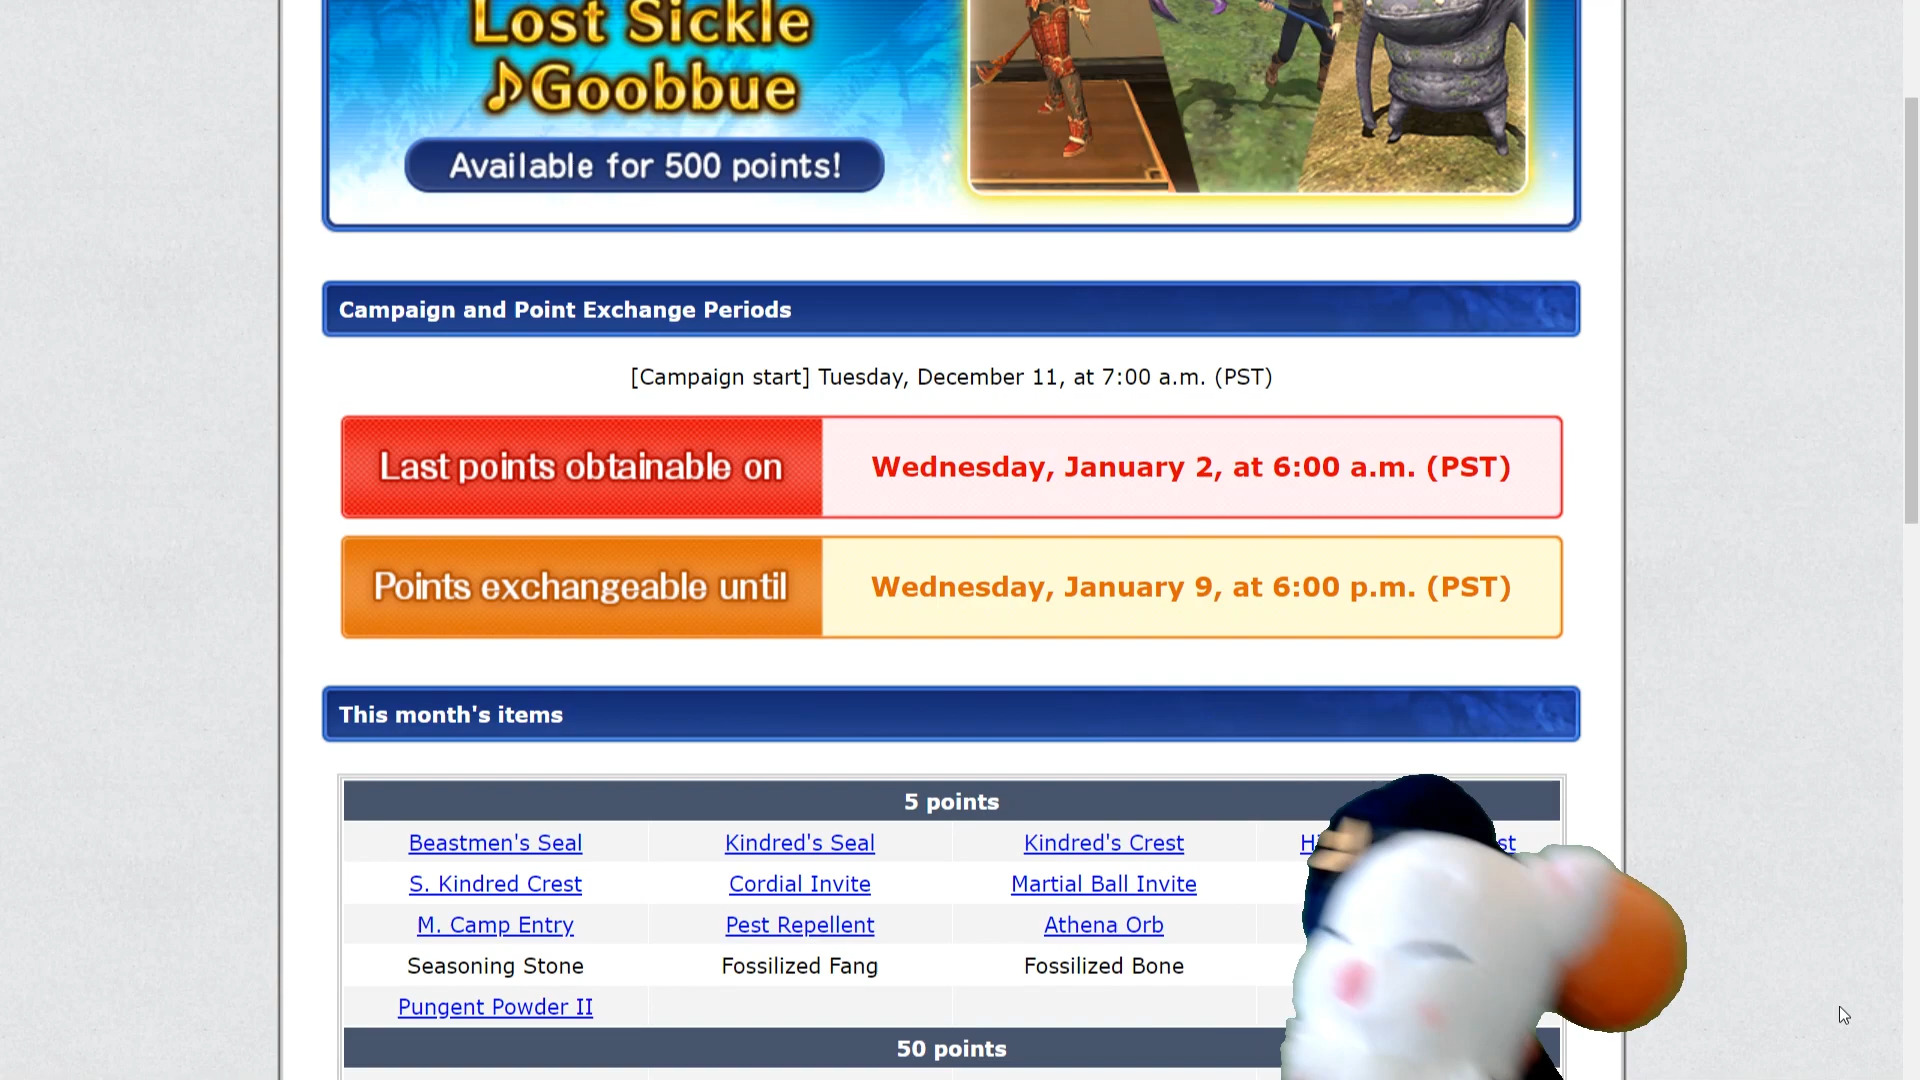 Lost Sickle
♪Goobbue
Available for 500 points!
Campaign and Point Exchange Periods
[Campaign start] Tuesday, December 11, at 7:00 a.m. (PST)
Last points obtainable on Wednesday, January 2, at 6:00 a.m. (PST)
Points exchangeable until Wednesday, January 9, at 6:00 p.m. (PST)
This month's items
5 points
Beastmen's Seal Kindred's Seal Kindred's Crest
S. Kindred Crest Cordial Invite Martial Ball Invite
M. Camp Entry Pest Repellent Athena Orb
Seasoning Stone Fossilized Fang Fossilized Bone
Pungent Powder II
50 points